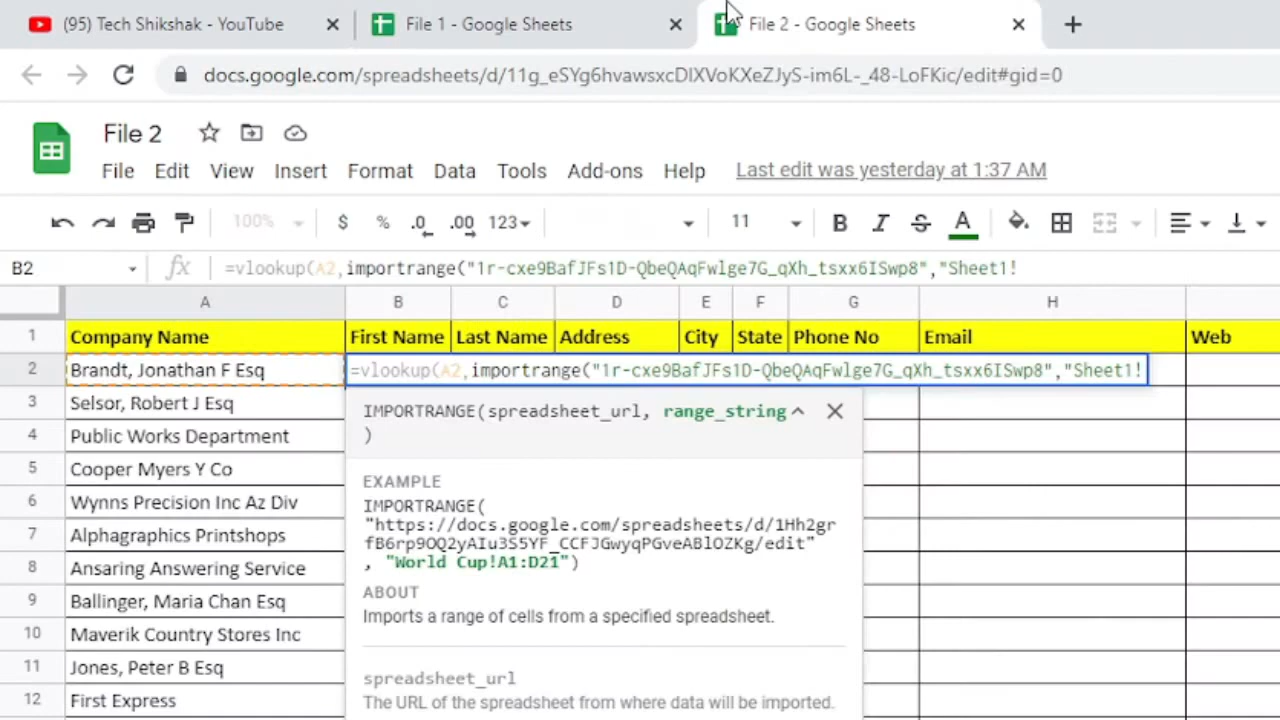 (95) Tech Shikshak - YouTube File 1 - Google Sheets File 2 - Google Sheets
docs.google.com/spreadsheets/d/11g_eSYg6hvawsxcDlXVoKXeZJyS-im6L-_48-LoFKic/edit#gid=0
File 2
File Edit View Insert Format Data Tools Add-ons Help Last edit was yesterday at 1:37 AM
100% $ % .0 .00 123 11 B I S A
B2 fx =vlookup(A2,importrange("1r-cxe9BafJFs1D-QbeQAqFwlge7G_qXh_tsxx6ISwp8","Sheet1!
A B C D E F G H
1 Company Name First Name Last Name Address City State Phone No Email Web
2 Brandt, Jonathan F Esq =vlookup(A2,importrange("1r-cxe9BafJFs1D-QbeQAqFwlge7G_qXh_tsxx6ISwp8","Sheet1!
3 Selsor, Robert J Esq
4 Public Works Department
5 Cooper Myers Y Co
6 Wynns Precision Inc Az Div
7 Alphagraphics Printshops
8 Ansaring Answering Service
9 Ballinger, Maria Chan Esq
10 Maverik Country Stores Inc
11 Jones, Peter B Esq
12 First Express
IMPORTRANGE(spreadsheet_url, range_string
)
EXAMPLE
IMPORTRANGE(
"https://docs.google.com/spreadsheets/d/1Hh2gr
fB6rp9OQ2yAIu3S5YF_CCFJGwyqPGveABlOZKg/edit"
, "World Cup!A1:D21")
ABOUT
Imports a range of cells from a specified spreadsheet.
spreadsheet_url
The URL of the spreadsheet from where data will be imported.